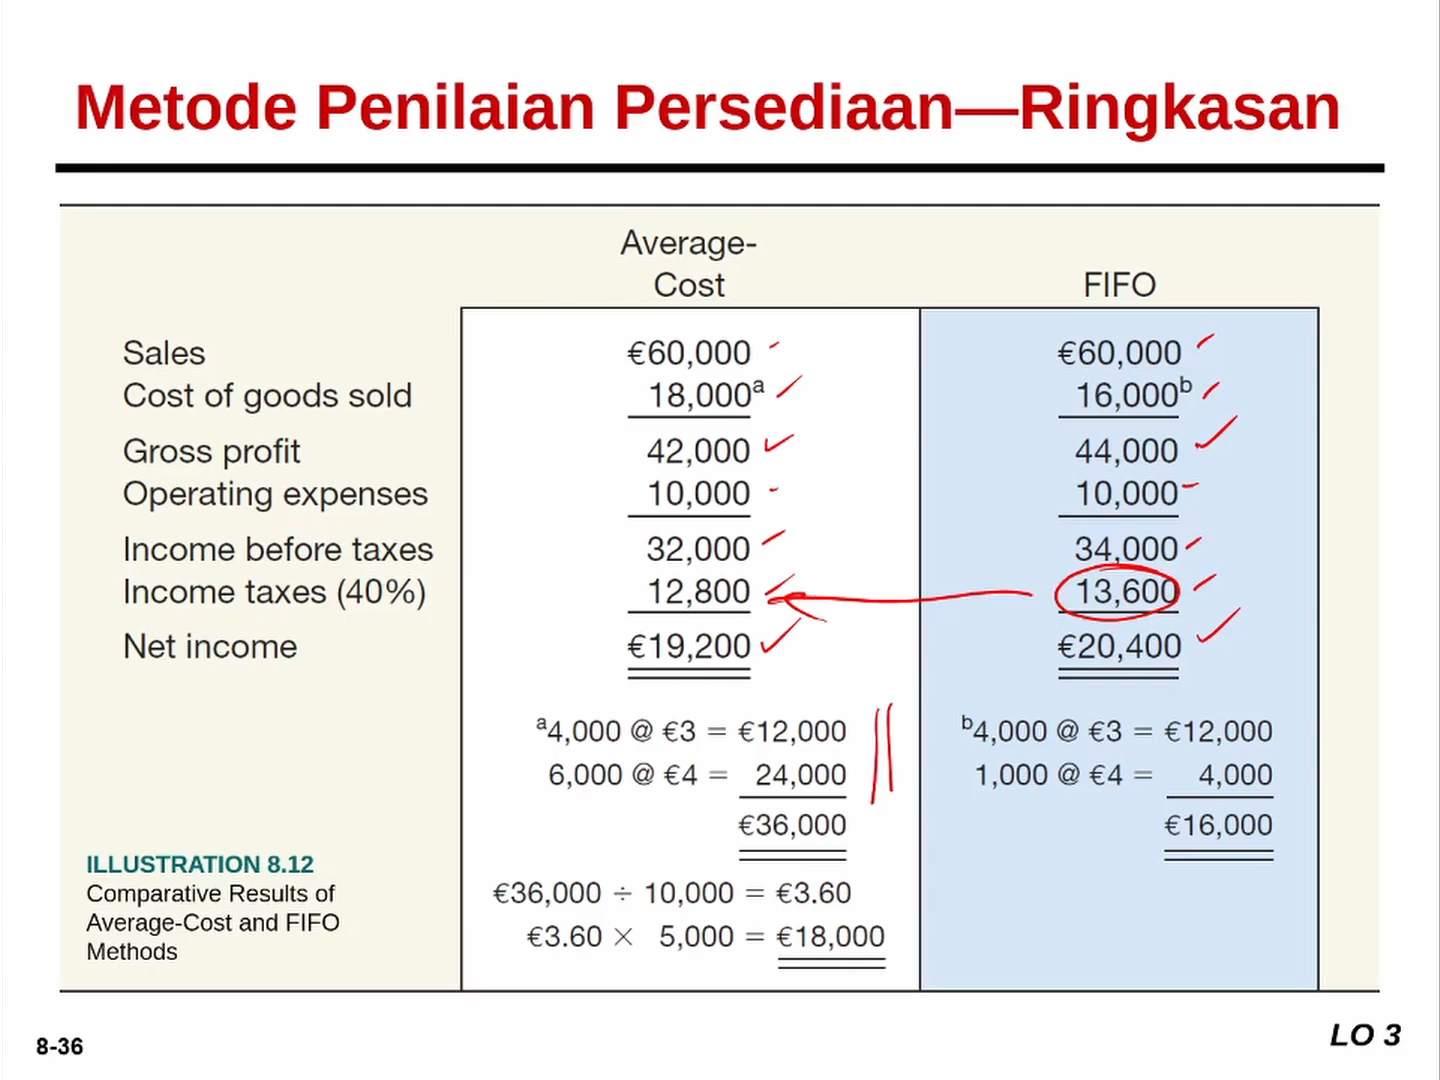 Metode Penilaian Persediaan—Ringkasan
Average-
Cost FIFO
Sales €60,000 €60,000
Cost of goods sold 18,000a 16,000b
Gross profit 42,000 44,000
Operating expenses 10,000 10,000
Income before taxes 32,000 34,000
Income taxes (40%) 12,800 13,600
Net income €19,200 €20,400
a4,000 @ €3 = €12,000 b4,000 @ €3 = €12,000
6,000 @ €4 = 24,000 1,000 @ €4 = 4,000
€36,000 €16,000
€36,000 ÷ 10,000 = €3.60
€3.60 × 5,000 = €18,000
ILLUSTRATION 8.12
Comparative Results of
Average-Cost and FIFO
Methods
8-36
LO 3